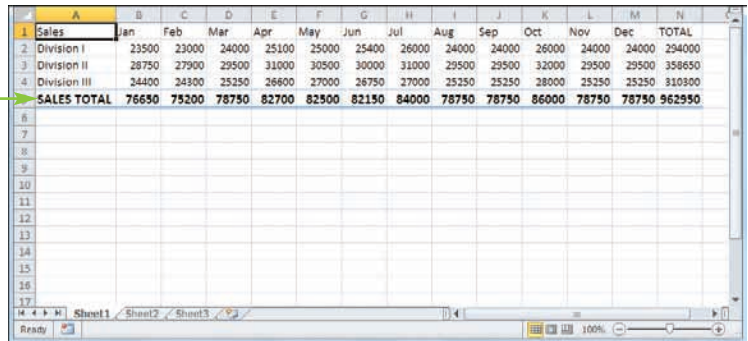 A B C D E F G H I J K L M N
1 Sales Jan Feb Mar Apr May Jun Jul Aug Sep Oct Nov Dec TOTAL
2 Division I 23500 23000 24000 25100 25000 25400 26000 24000 24000 26000 24000 24000 294000
3 Division II 28750 27900 29500 31000 30500 30000 31000 29500 29500 32000 29500 29500 358650
4 Division III 24400 24300 25250 26600 27000 26750 27000 25250 25250 28000 25250 25250 310300
SALES TOTAL 76650 75200 78750 82700 82500 82150 84000 78750 78750 86000 78750 78750 962950
6
7
8
9
10
11
12
13
14
15
16
17
Sheet1 Sheet2 Sheet3
Ready 100%